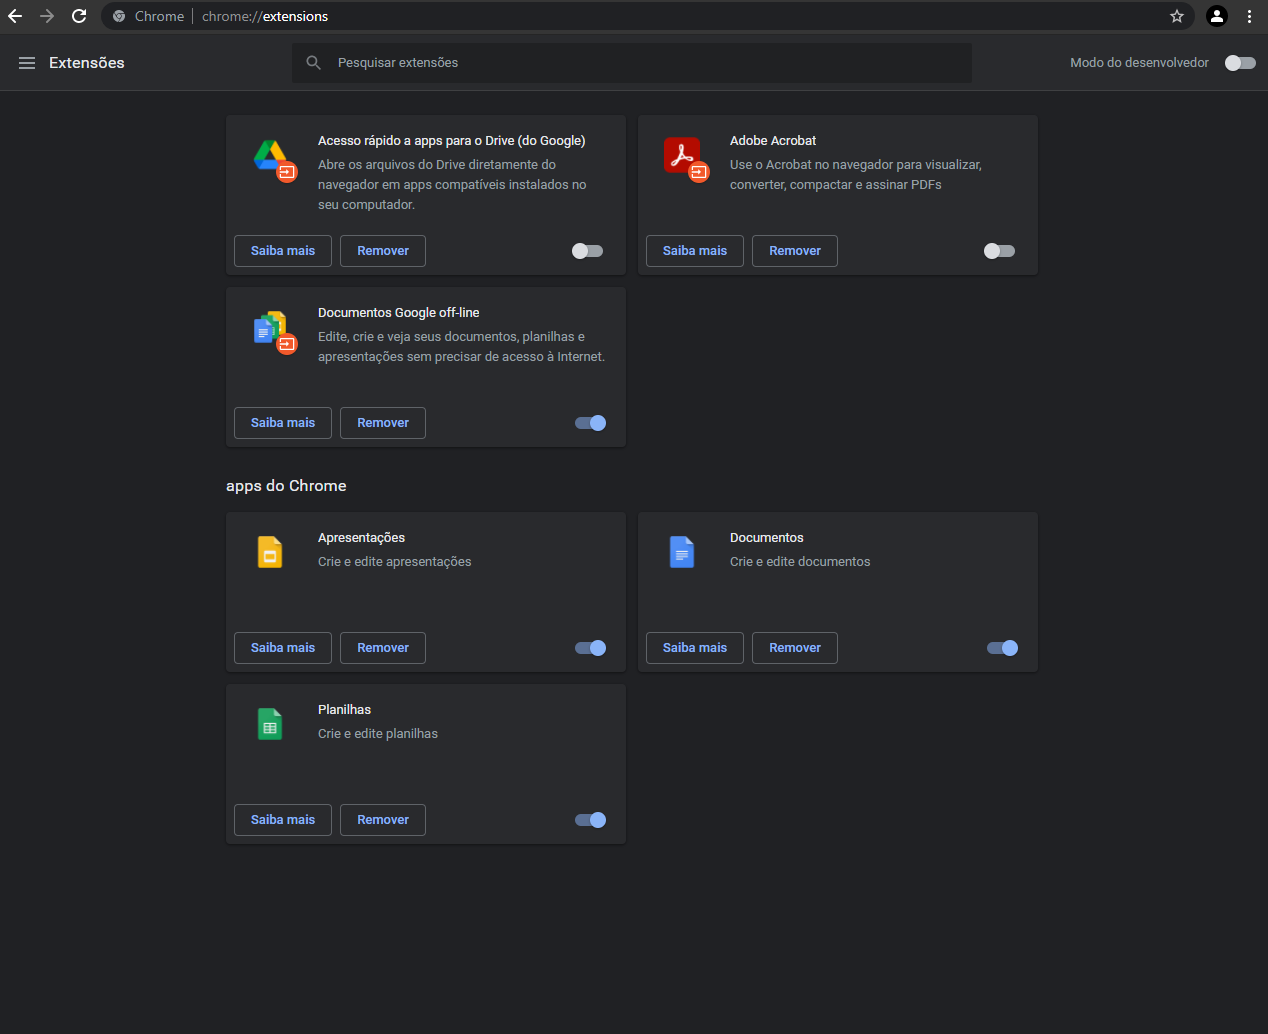 Chrome | chrome://extensions
Extensões
Pesquisar extensões
Modo do desenvolvedor
Acesso rápido a apps para o Drive (do Google)
Abre os arquivos do Drive diretamente do
navegador em apps compatíveis instalados no
seu computador.
Saiba mais
Remover
Adobe Acrobat
Use o Acrobat no navegador para visualizar,
converter, compactar e assinar PDFs
Saiba mais
Remover
Documentos Google off-line
Edite, crie e veja seus documentos, planilhas e
apresentações sem precisar de acesso à Internet.
Saiba mais
Remover
apps do Chrome
Apresentações
Crie e edite apresentações
Saiba mais
Remover
Documentos
Crie e edite documentos
Saiba mais
Remover
Planilhas
Crie e edite planilhas
Saiba mais
Remover